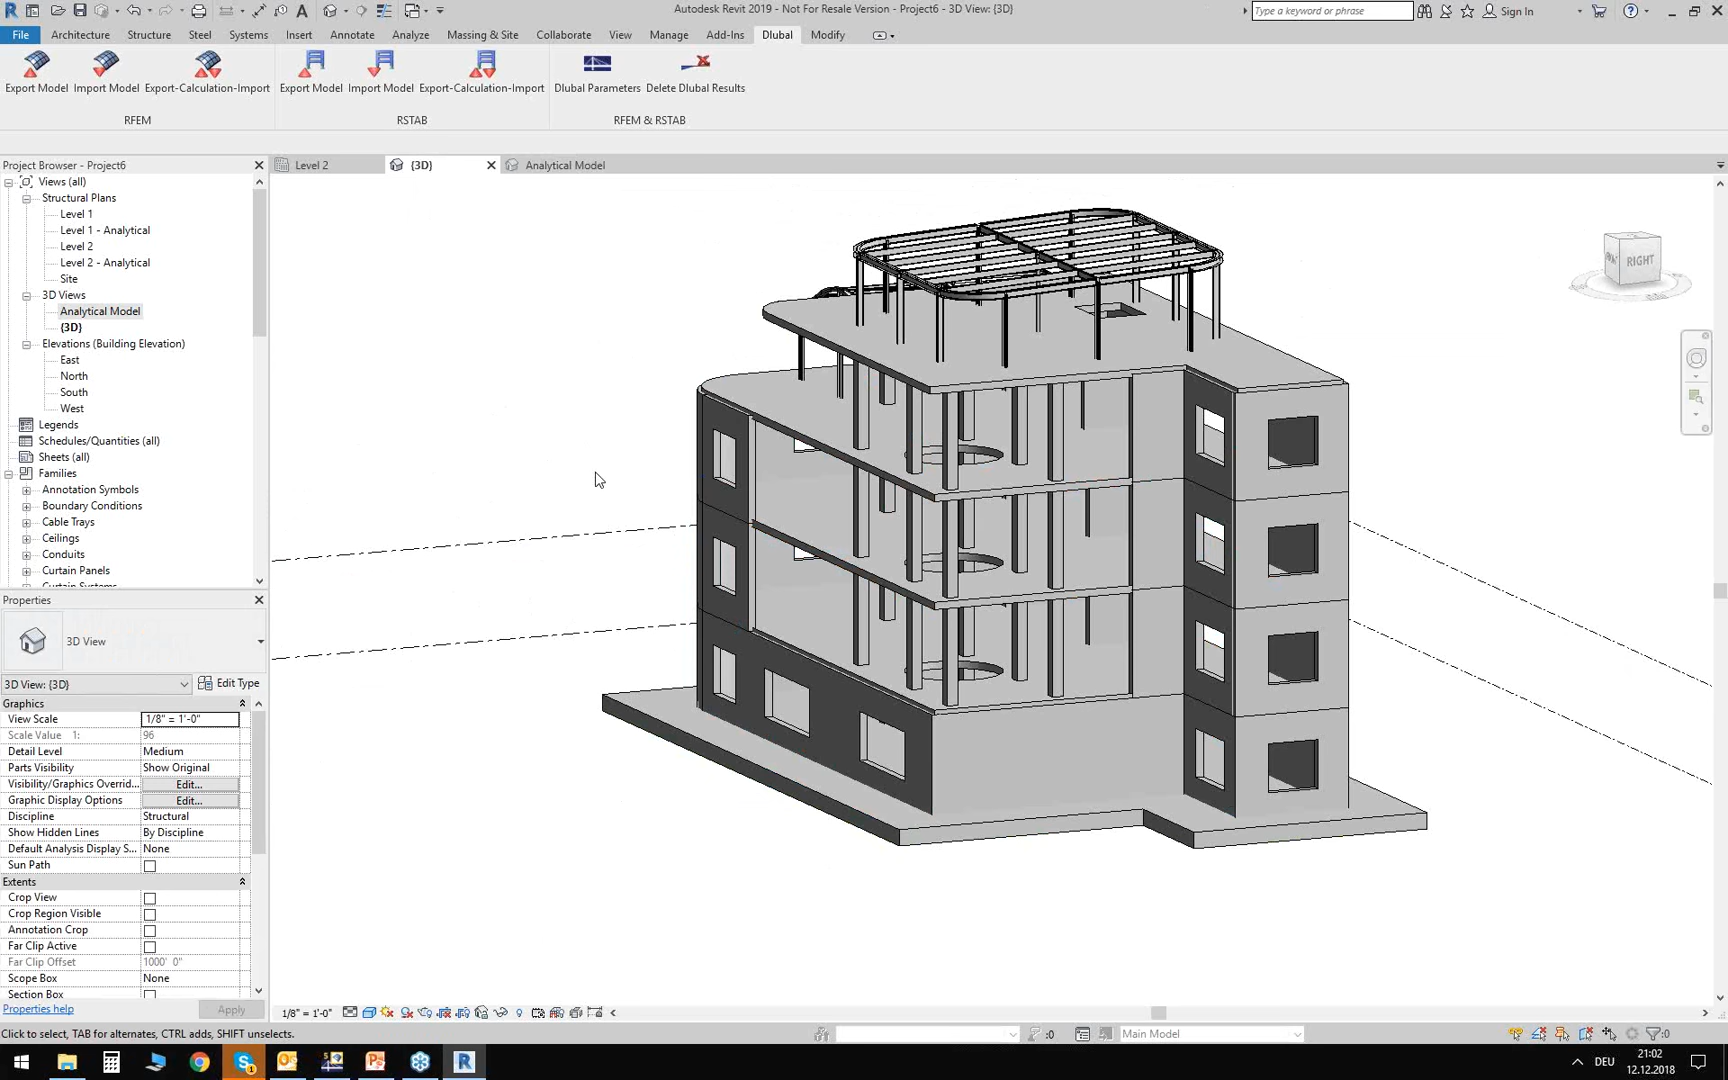 Autodesk Revit 2019 - Not For Resale Version - Project6 - 3D View: {3D}
Type a keyword or phrase
Sign In
File
Architecture
Structure
Steel
Systems
Insert
Annotate
Analyze
Massing & Site
Collaborate
View
Manage
Add-Ins
Dlubal
Modify
Export Model
Import Model
Export-Calculation-Import
Export Model
Import Model
Export-Calculation-Import
Dlubal Parameters
Delete Dlubal Results
RFEM
RSTAB
RFEM & RSTAB
Project Browser - Project6
Level 2
{3D}
Analytical Model
Views (all)
Structural Plans
Level 1
Level 1 - Analytical
Level 2
Level 2 - Analytical
Site
3D Views
Analytical Model
{3D}
Elevations (Building Elevation)
East
North
South
West
Legends
Schedules/Quantities (all)
Sheets (all)
Families
Annotation Symbols
Boundary Conditions
Cable Trays
Ceilings
Conduits
Curtain Panels
Curtain Systems
RIGHT
Properties
3D View
3D View: {3D}
Edit Type
Graphics
View Scale
1/8" = 1'-0"
Scale Value 1:
96
Detail Level
Medium
Parts Visibility
Show Original
Visibility/Graphics Overrid...
Edit...
Graphic Display Options
Edit...
Discipline
Structural
Show Hidden Lines
By Discipline
Default Analysis Display S...
None
Sun Path
Extents
Crop View
Crop Region Visible
Annotation Crop
Far Clip Active
Far Clip Offset
1000' 0"
Scope Box
None
Section Box
Properties help
Apply
1/8" = 1'-0"
Click to select, TAB for alternates, CTRL adds, SHIFT unselects.
:0
Main Model
:0
DEU
21:02
12.12.2018